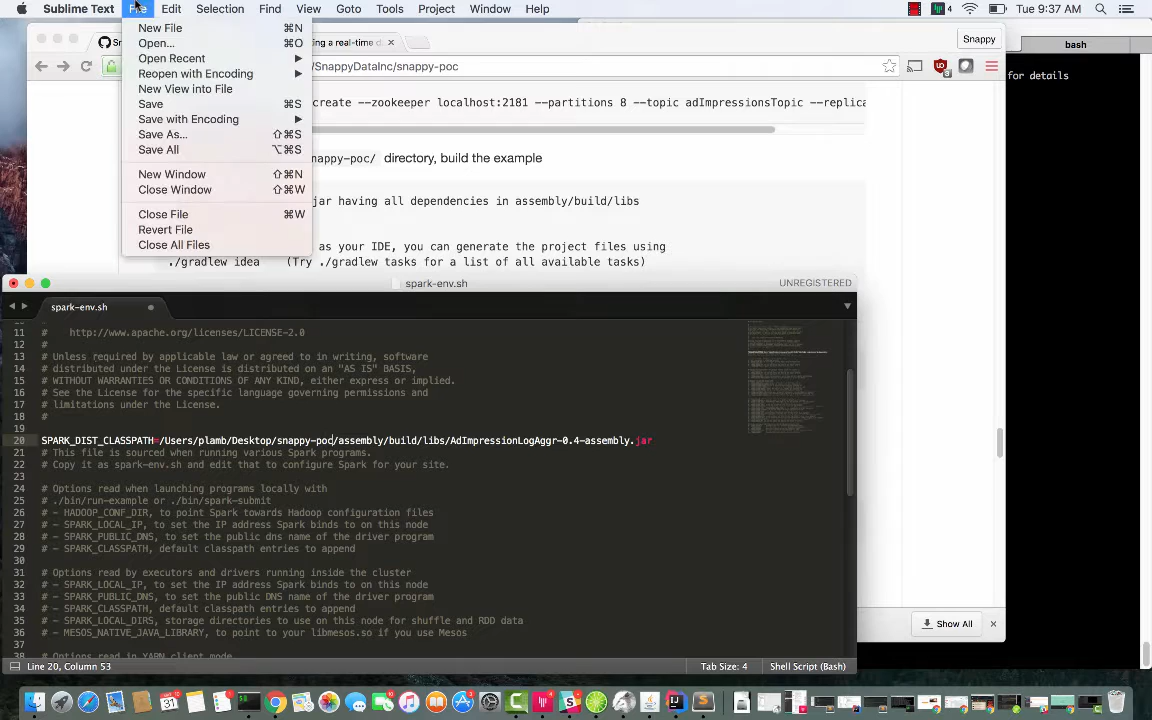 Sublime Text File Edit Selection Find View Goto Tools Project Window Help Tue 9:37 AM
New File ⌘N
Open... ⌘O
Open Recent
Reopen with Encoding
New View into File
Save ⌘S
Save with Encoding
Save As... ⇧⌘S
Save All ⌥⌘S
New Window ⇧⌘N
Close Window ⇧⌘W
Close File ⌘W
Revert File
Close All Files
ing a real-time d
Snappy
bash
/SnappyDataInc/snappy-poc
for details
create --zookeeper localhost:2181 --partitions 8 --topic adImpressionsTopic --replica
nappy-poc/ directory, build the example
jar having all dependencies in assembly/build/libs
as your IDE, you can generate the project files using
./gradlew idea (Try ./gradlew tasks for a list of all available tasks)
spark-env.sh
UNREGISTERED
spark-env.sh
11 # http://www.apache.org/licenses/LICENSE-2.0
12 #
13 # Unless required by applicable law or agreed to in writing, software
14 # distributed under the License is distributed on an "AS IS" BASIS,
15 # WITHOUT WARRANTIES OR CONDITIONS OF ANY KIND, either express or implied.
16 # See the License for the specific language governing permissions and
17 # limitations under the License.
18 #
19
20 SPARK_DIST_CLASSPATH=/Users/plamb/Desktop/snappy-poc/assembly/build/libs/AdImpressionLogAggr-0.4-assembly.jar
21 # This file is sourced when running various Spark programs.
22 # Copy it as spark-env.sh and edit that to configure Spark for your site.
23
24 # Options read when launching programs locally with
25 # ./bin/run-example or ./bin/spark-submit
26 # - HADOOP_CONF_DIR, to point Spark towards Hadoop configuration files
27 # - SPARK_LOCAL_IP, to set the IP address Spark binds to on this node
28 # - SPARK_PUBLIC_DNS, to set the public dns name of the driver program
29 # - SPARK_CLASSPATH, default classpath entries to append
30
31 # Options read by executors and drivers running inside the cluster
32 # - SPARK_LOCAL_IP, to set the IP address Spark binds to on this node
33 # - SPARK_PUBLIC_DNS, to set the public DNS name of the driver program
34 # - SPARK_CLASSPATH, default classpath entries to append
35 # - SPARK_LOCAL_DIRS, storage directories to use on this node for shuffle and RDD data
36 # - MESOS_NATIVE_JAVA_LIBRARY, to point to your libmesos.so if you use Mesos
37
38 # Options read in YARN client mode
Show All
Line 20, Column 53
Tab Size: 4
Shell Script (Bash)